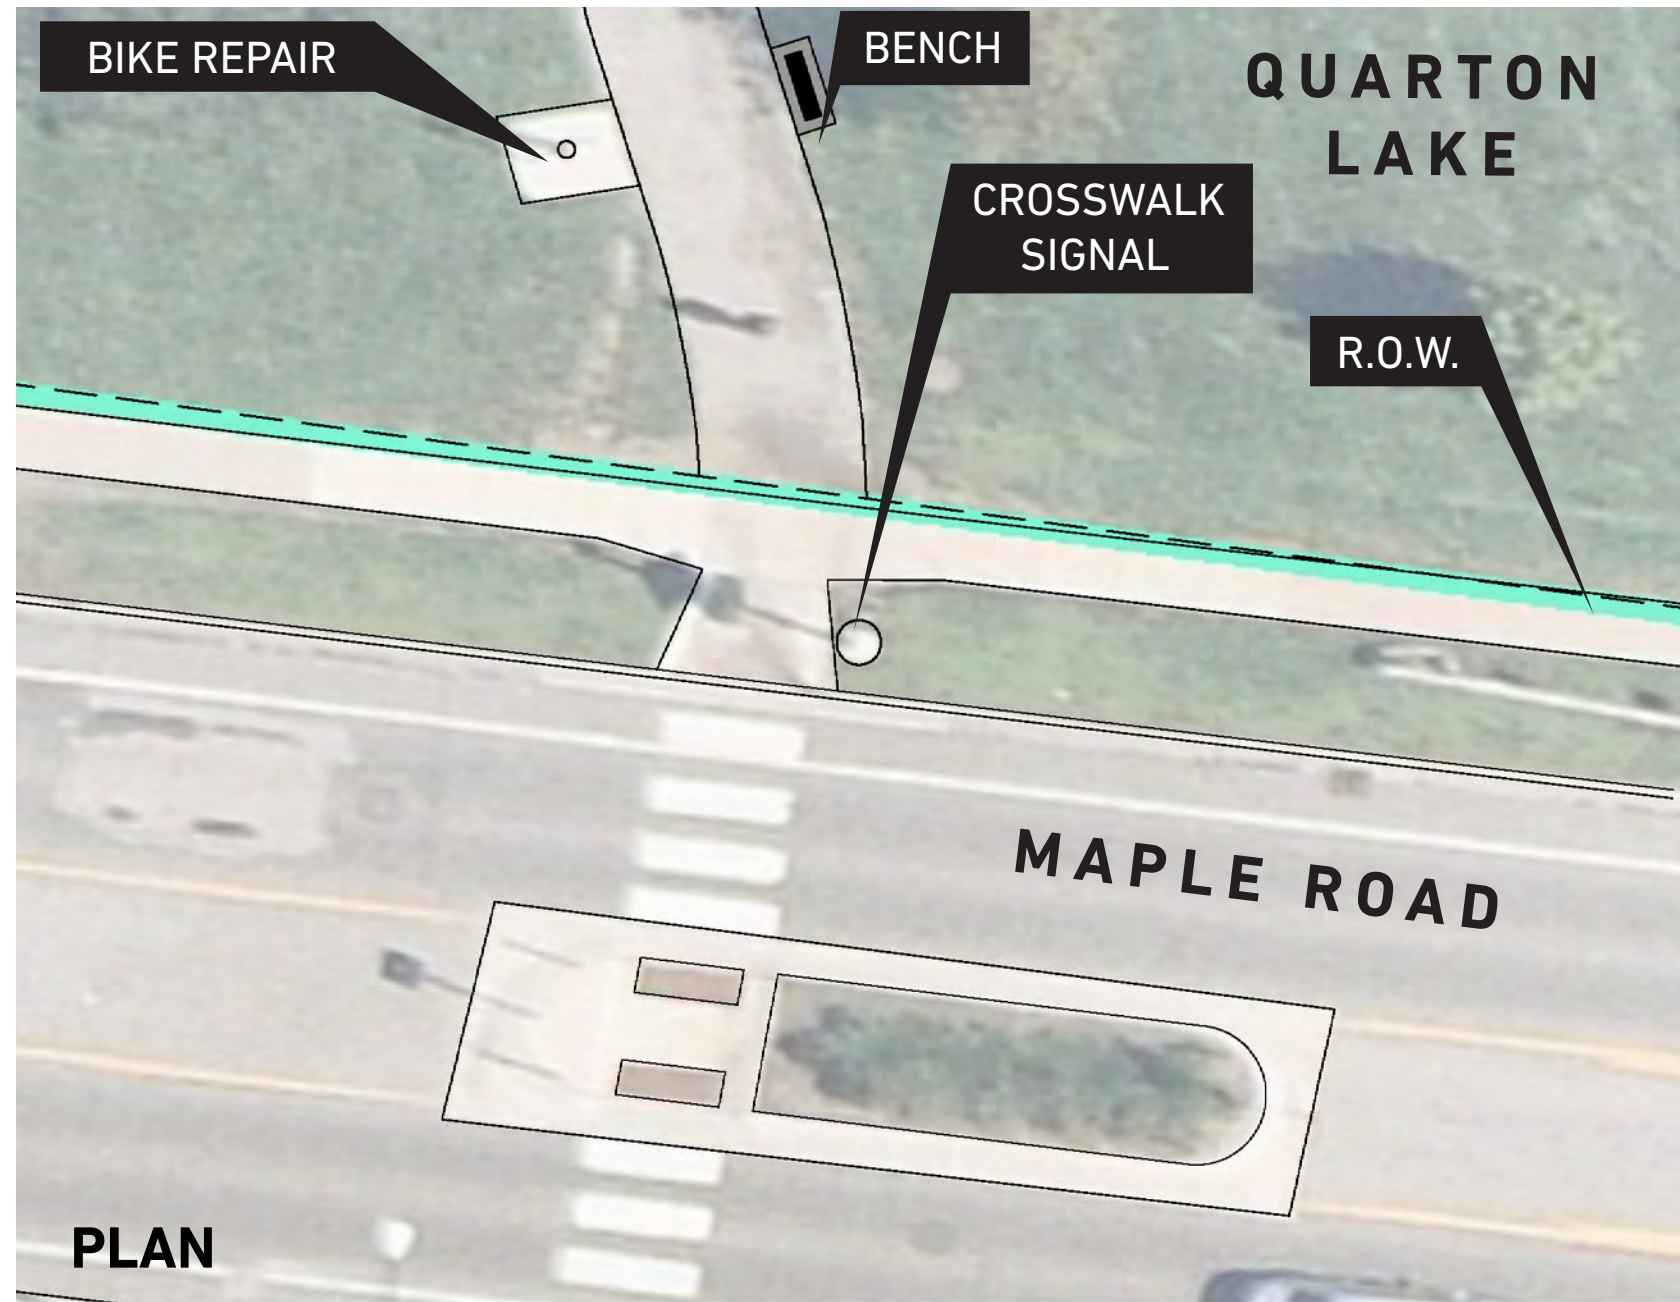 BIKE REPAIR
BENCH
QUARTON
LAKE
CROSSWALK
SIGNAL
R.O.W.
MAPLE ROAD
PLAN